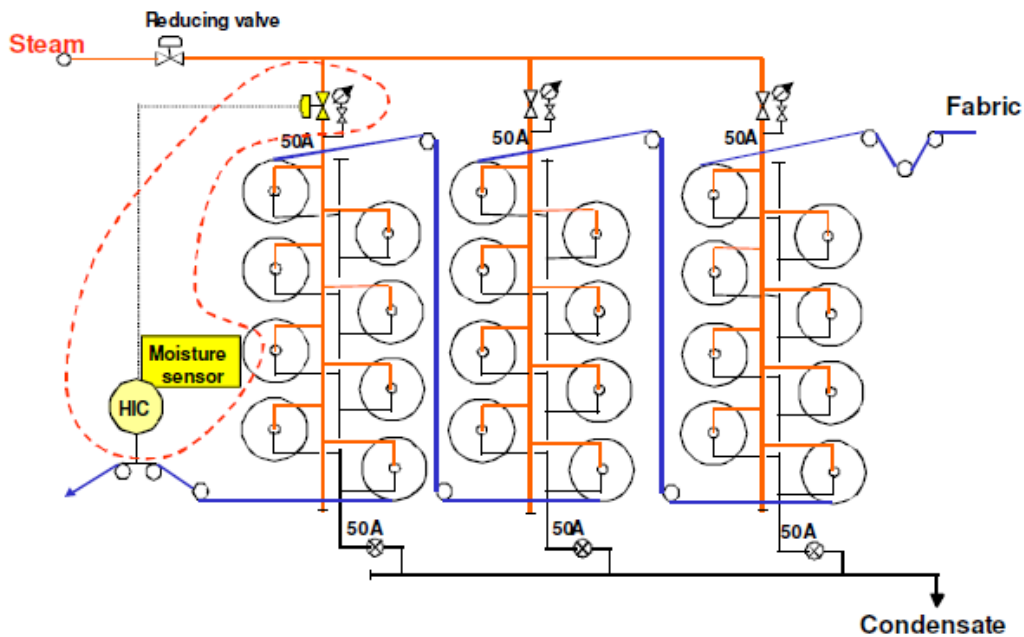 Reducing valve
Steam
Fabric
50A
50A
50A
Moisture
sensor
HIC
50A
50A
50A
Condensate